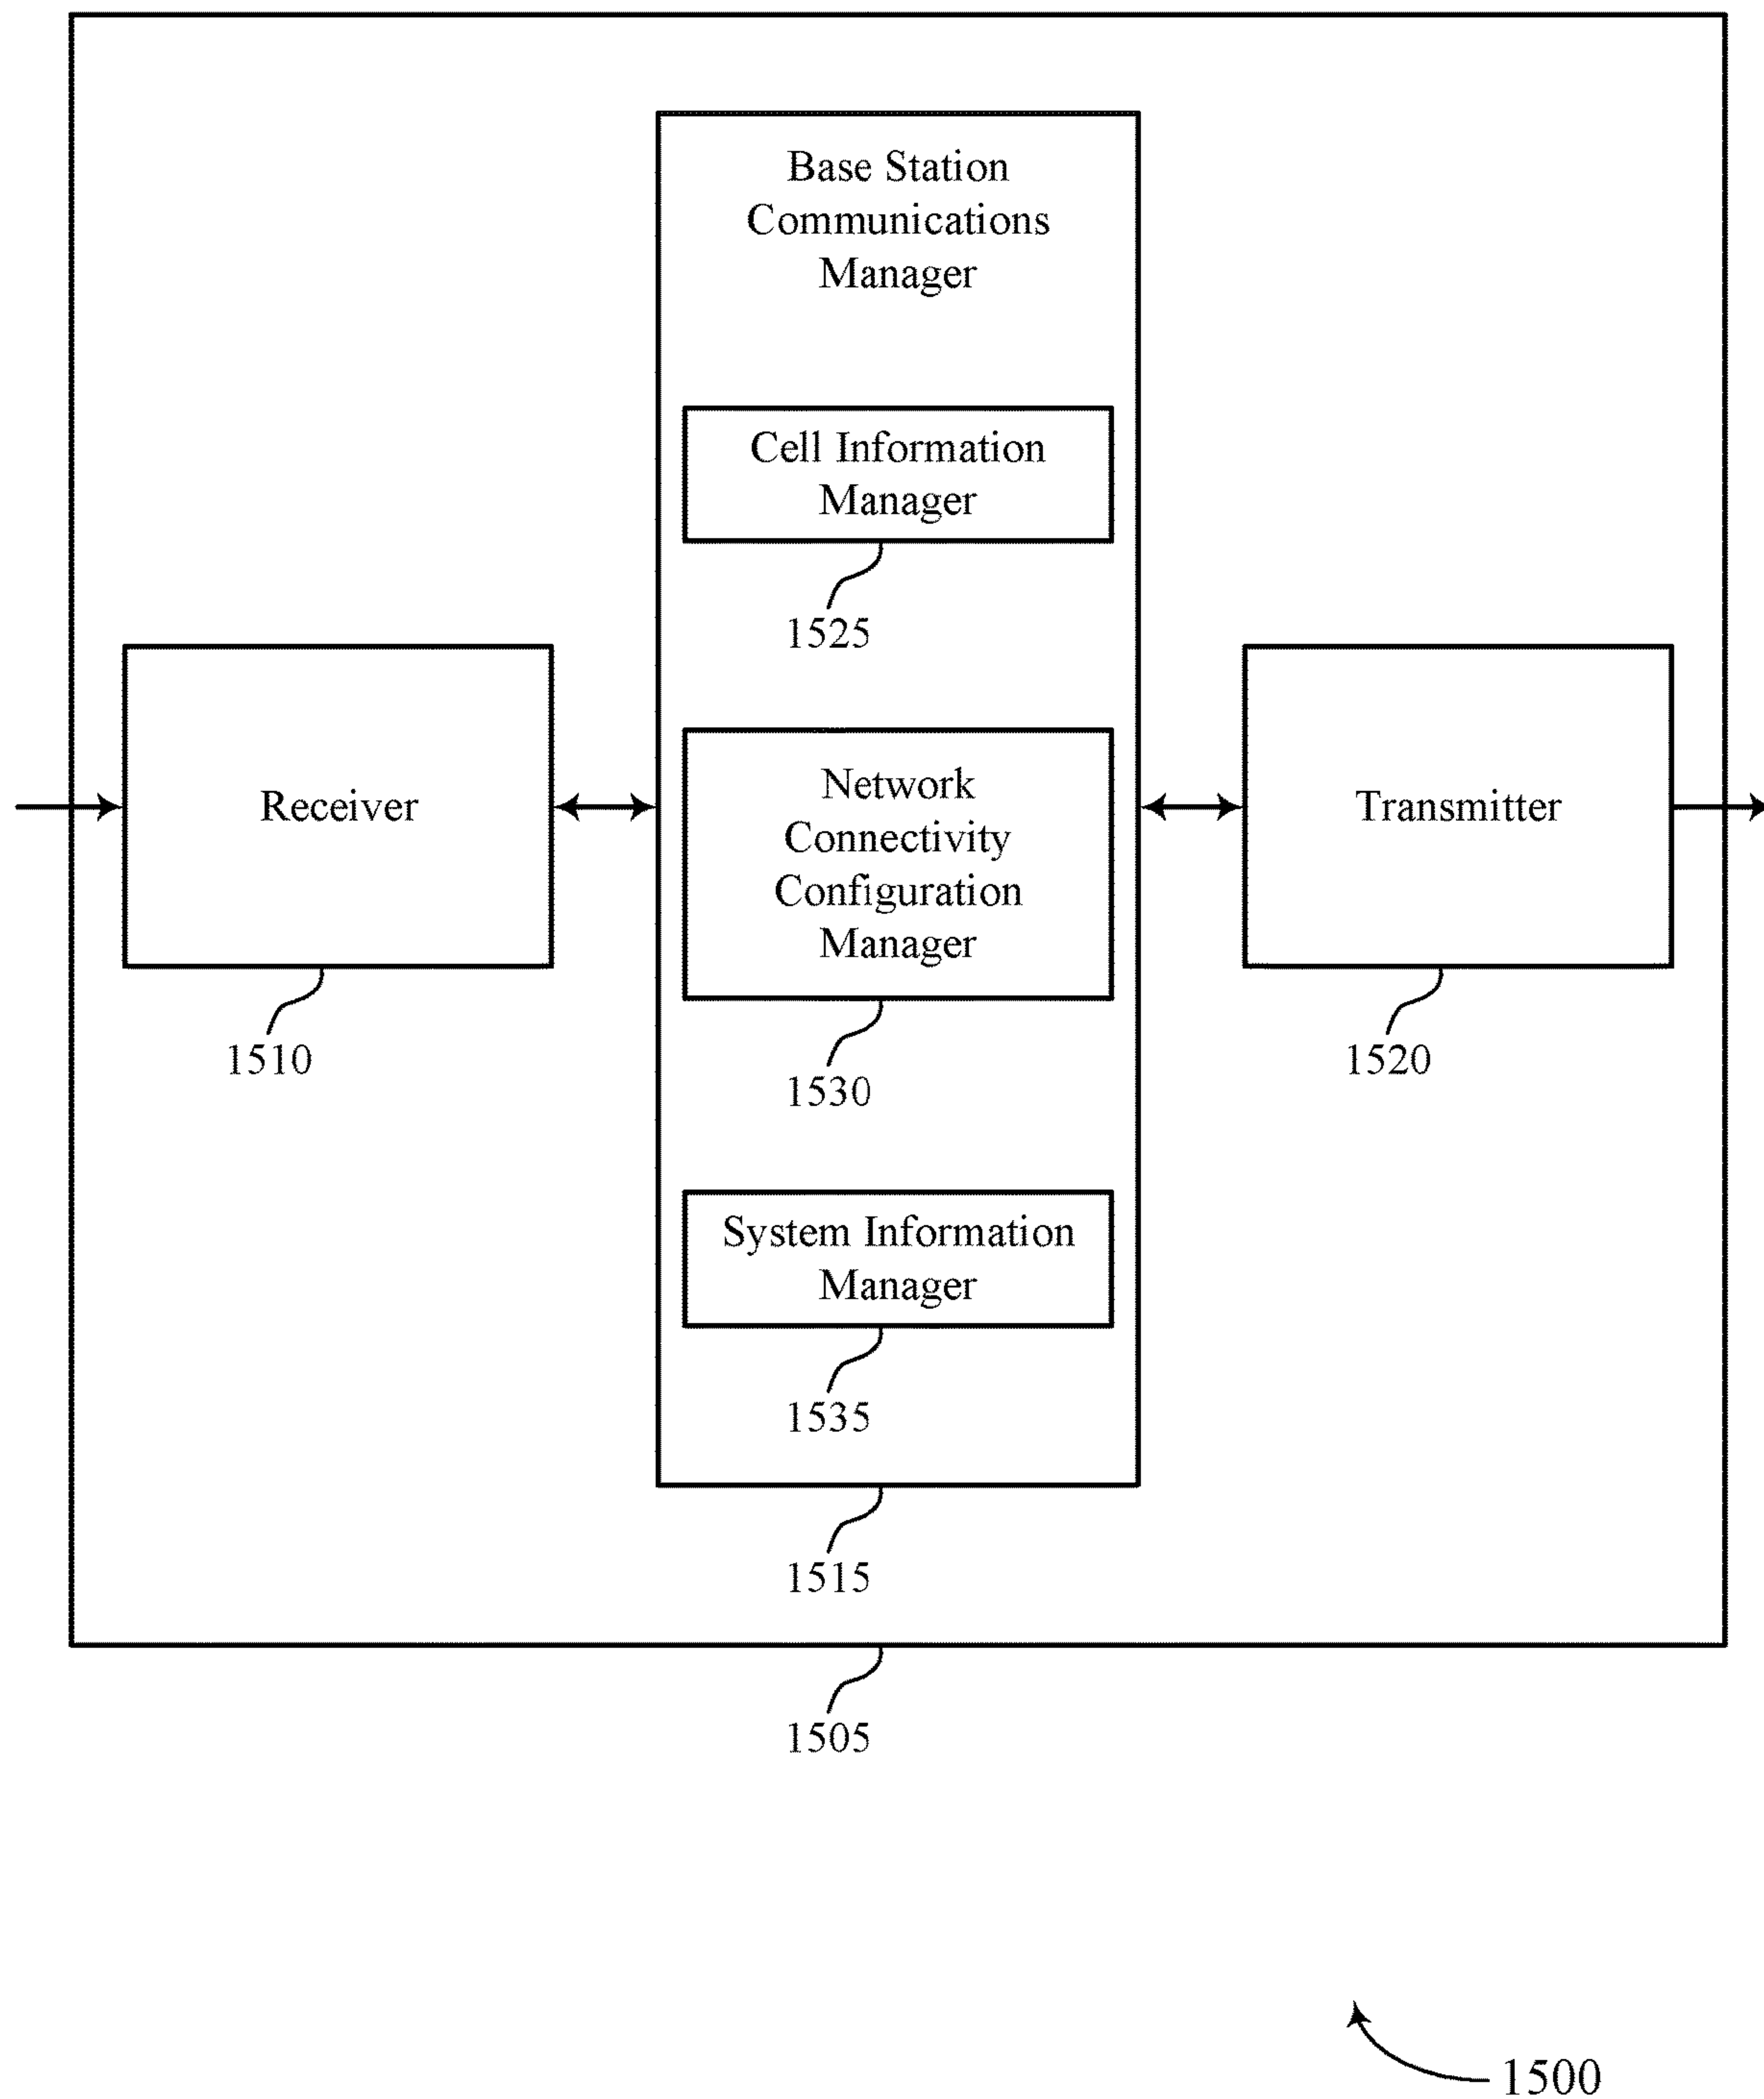 Base Station
Communications
Manager
Cell Information
Manager
1525
Receiver
1510
Network
Connectivity
Configuration
Manager
1530
Transmitter
1520
System Information
Manager
1535
1515
1505
1500